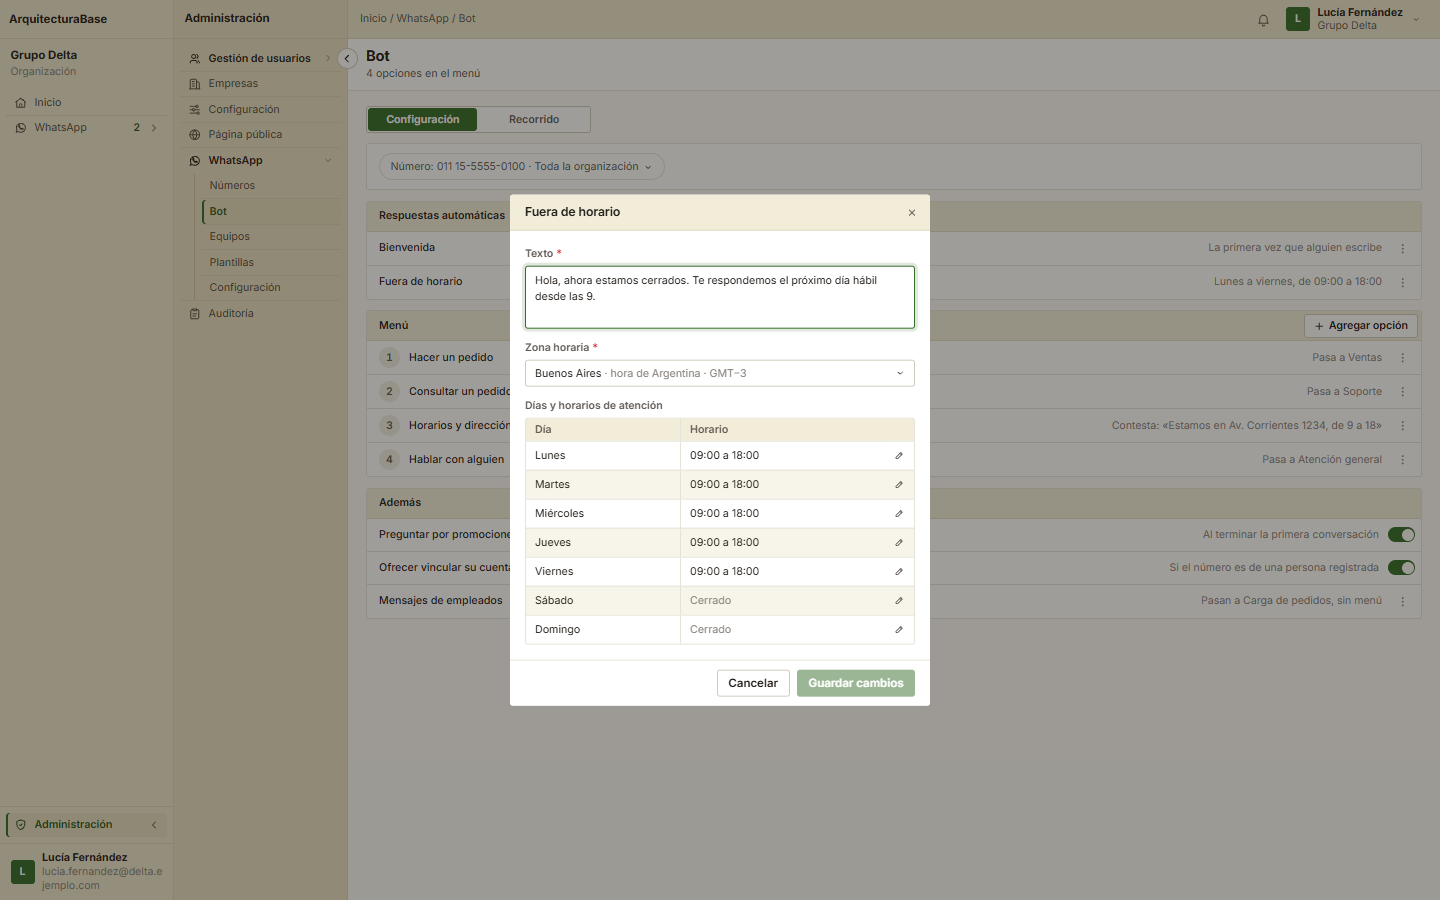 ArquitecturaBase
Grupo Delta
Organización
Inicio
WhatsApp 2
Administración
Lucía Fernández
lucia.fernandez@delta.e
jemplo.com
L
Administración
Gestión de usuarios
Empresas
Configuración
Página pública
WhatsApp
Números
Bot
Equipos
Plantillas
Configuración
Auditoría
Inicio / WhatsApp / Bot
L
Lucía Fernández
Grupo Delta
Bot
4 opciones en el menú
Configuración Recorrido
Número: 011 15-5555-0100 · Toda la organización
Respuestas automáticas
Bienvenida La primera vez que alguien escribe
Fuera de horario Lunes a viernes, de 09:00 a 18:00
Menú + Agregar opción
1 Hacer un pedido Pasa a Ventas
2 Consultar un pedido Pasa a Soporte
3 Horarios y dirección Contesta: «Estamos en Av. Corrientes 1234, de 9 a 18»
4 Hablar con alguien Pasa a Atención general
Además
Preguntar por promocione Al terminar la primera conversación
Ofrecer vincular su cuent Si el número es de una persona registrada
Mensajes de empleados Pasan a Carga de pedidos, sin menú
Fuera de horario
Texto *
Hola, ahora estamos cerrados. Te respondemos el próximo día hábil
desde las 9.
Zona horaria *
Buenos Aires · hora de Argentina · GMT−3
Días y horarios de atención
Día Horario
Lunes 09:00 a 18:00
Martes 09:00 a 18:00
Miércoles 09:00 a 18:00
Jueves 09:00 a 18:00
Viernes 09:00 a 18:00
Sábado Cerrado
Domingo Cerrado
Cancelar Guardar cambios